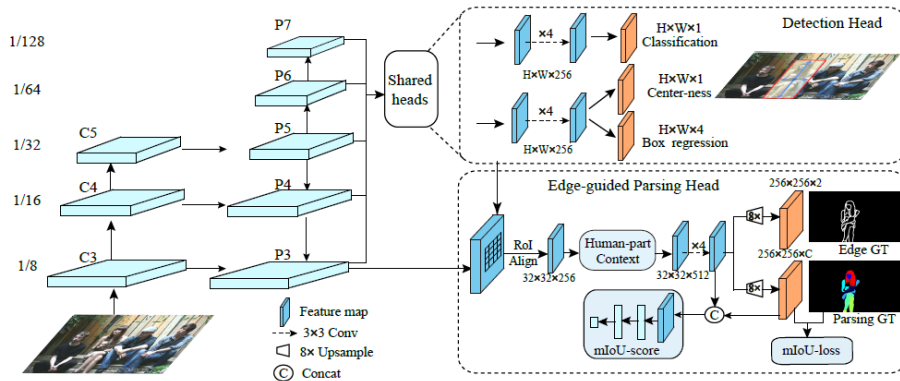 1/128
1/64
1/32
1/16
1/8
C5
C4
C3
P7
P6
P5
P4
P3
Shared
heads
Detection Head
×4
H×W×256
H×W×1
Classification
×4
H×W×256
H×W×1
Center-ness
H×W×4
Box regression
Edge-guided Parsing Head
RoI
Align
32×32×256
Human-part
Context
×4
32×32×512
8×
256×256×2
Edge GT
8×
256×256×C
Parsing GT
C
mIoU-score
mIoU-loss
Feature map
3×3 Conv
8× Upsample
C Concat